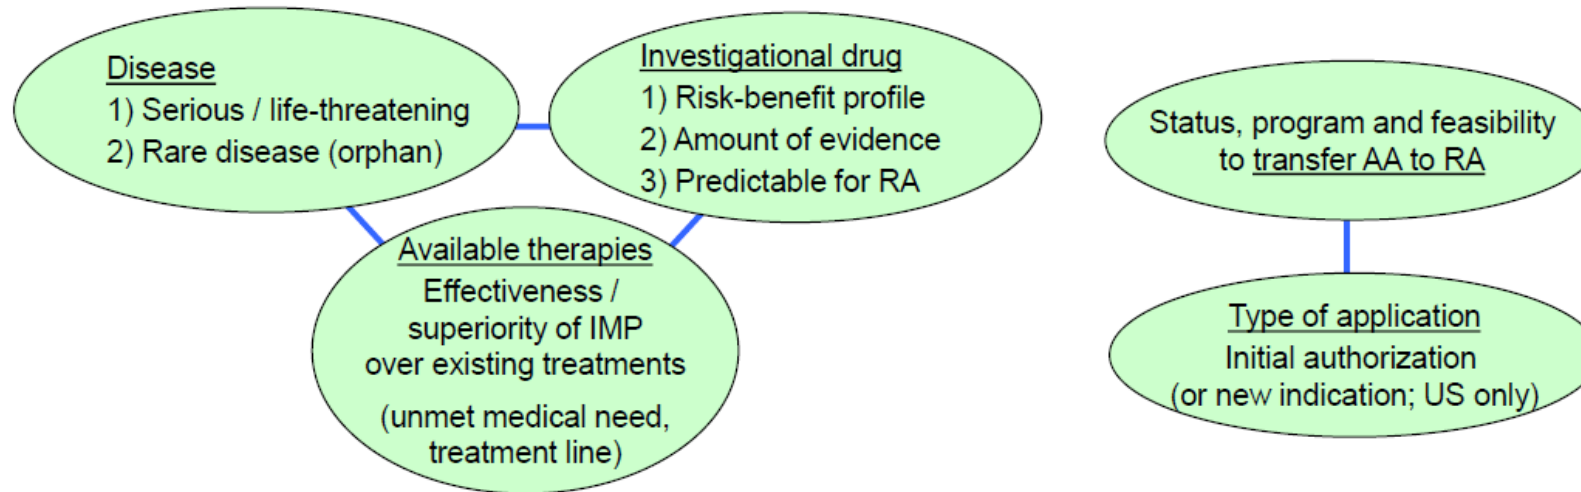 Disease
1) Serious / life-threatening
2) Rare disease (orphan)
Investigational drug
1) Risk-benefit profile
2) Amount of evidence
3) Predictable for RA
Available therapies
Effectiveness /
superiority of IMP
over existing treatments
(unmet medical need,
treatment line)
Status, program and feasibility
to transfer AA to RA
Type of application
Initial authorization
(or new indication; US only)